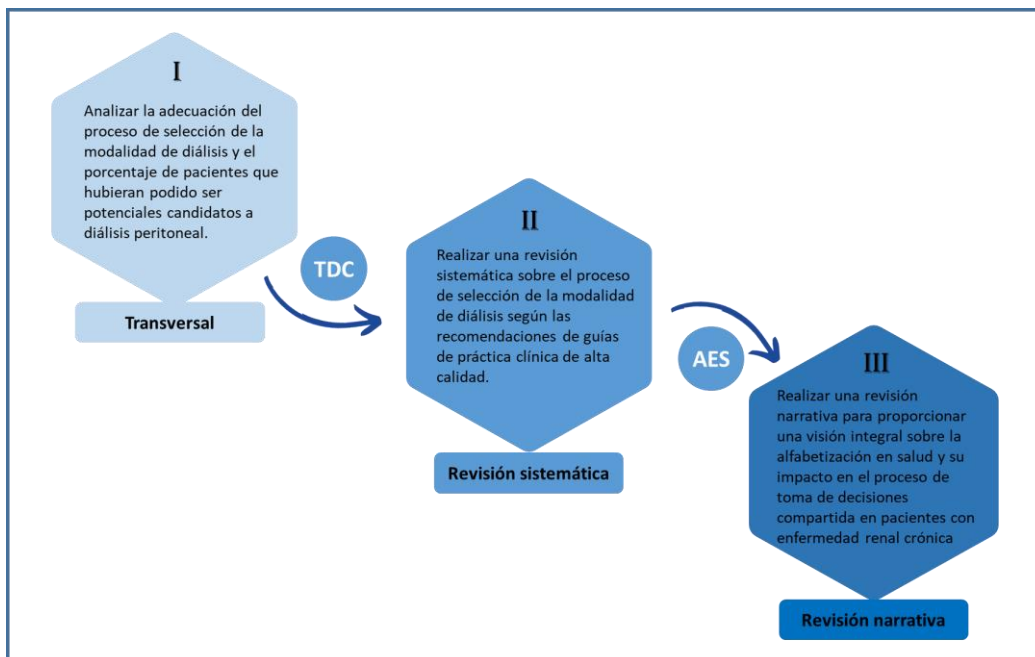 I
Analizar la adecuación del
proceso de selección de la
modalidad de diálisis y el
porcentaje de pacientes que
hubieran podido ser
potenciales candidatos a
diálisis peritoneal.
Transversal
TDC
II
Realizar una revisión
sistemática sobre el proceso
de selección de la modalidad
de diálisis según las
recomendaciones de guías
de práctica clínica de alta
calidad.
Revisión sistemática
AES
III
Realizar una revisión
narrativa para proporcionar
una visión integral sobre la
alfabetización en salud y su
impacto en el proceso de
toma de decisiones
compartida en pacientes con
enfermedad renal crónica
Revisión narrativa